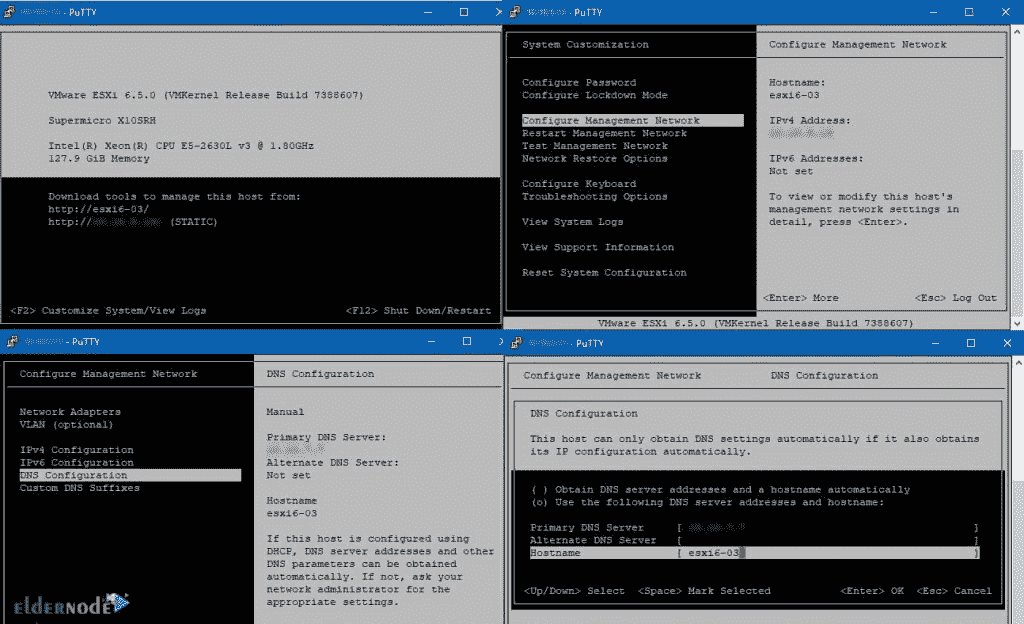 - PuTTY
VMware ESXi 6.5.0 (VMKernel Release Build 7388607)
Supermicro X10SRH
Intel(R) Xeon(R) CPU E5-2630L v3 @ 1.80GHz
127.9 GiB Memory
Download tools to manage this host from:
http://esxi6-03/
http:// (STATIC)
<F2> Customize System/View Logs
<F12> Shut Down/Restart
- PuTTY
System Customization
Configure Password
Configure Lockdown Mode
Configure Management Network
Restart Management Network
Test Management Network
Network Restore Options
Configure Keyboard
Troubleshooting Options
View System Logs
View Support Information
Reset System Configuration
Configure Management Network
Hostname:
esxi6-03
IPv4 Address:
IPv6 Addresses:
Not set
To view or modify this host's
management network settings in
detail, press <Enter>.
<Enter> More
<Esc> Log Out
VMware ESXi 6.5.0 (VMKernel Release Build 7388607)
- PuTTY
Configure Management Network
Network Adapters
VLAN (optional)
IPv4 Configuration
IPv6 Configuration
DNS Configuration
Custom DNS Suffixes
DNS Configuration
Manual
Primary DNS Server:
Alternate DNS Server:
Not set
Hostname
esxi6-03
If this host is configured using
DHCP, DNS server addresses and other
DNS parameters can be obtained
automatically. If not, ask your
network administrator for the
appropriate settings.
eldernode
- PuTTY
Configure Management Network
DNS Configuration
DNS Configuration
This host can only obtain DNS settings automatically if it also obtains
its IP configuration automatically.
( ) Obtain DNS server addresses and a hostname automatically
(o) Use the following DNS server addresses and hostname:
Primary DNS Server [ ]
Alternate DNS Server [ ]
Hostname [ esxi6-03 ]
<Up/Down> Select <Space> Mark Selected
<Enter> OK <Esc> Cancel